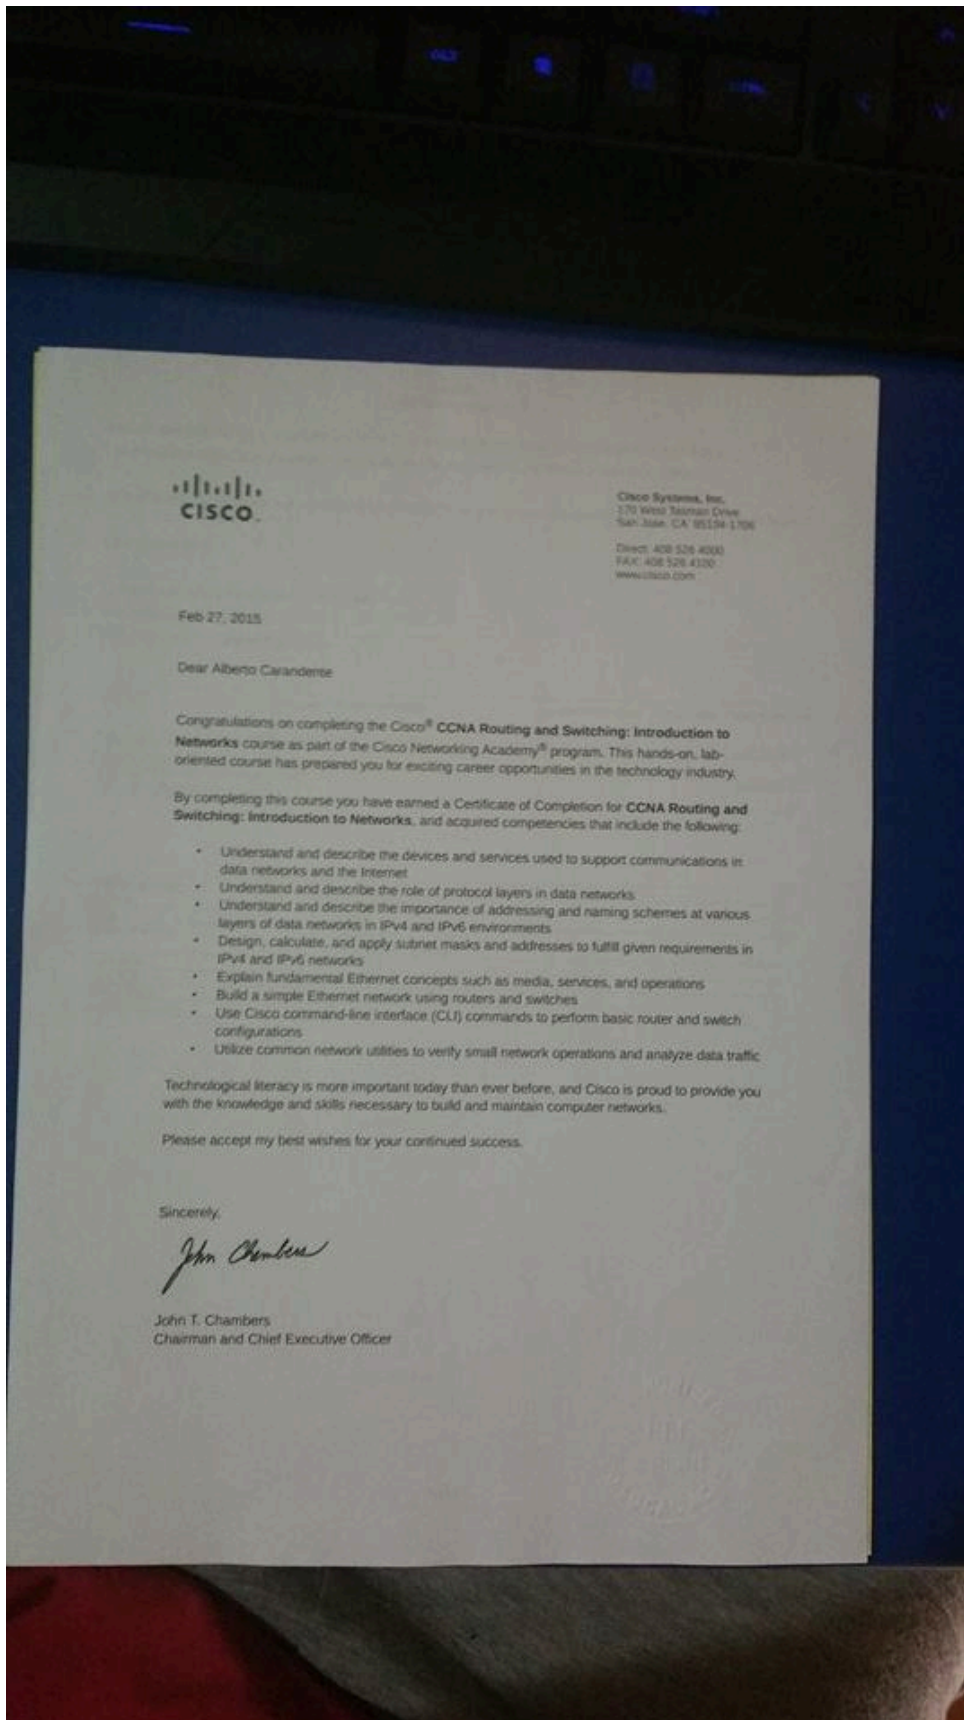 ALT
CTRL
CISCO
Cisco Systems, Inc.
170 West Tasman Drive
San Jose, CA 95134-1706
Direct: 408 526 4000
FAX: 408 526 4100
www.cisco.com
Feb 27, 2015
Dear Alberto Carandente
Congratulations on completing the Cisco® CCNA Routing and Switching: Introduction to
Networks course as part of the Cisco Networking Academy® program. This hands-on, lab-
oriented course has prepared you for exciting career opportunities in the technology industry.
By completing this course you have earned a Certificate of Completion for CCNA Routing and
Switching: Introduction to Networks, and acquired competencies that include the following:
• Understand and describe the devices and services used to support communications in
data networks and the Internet
• Understand and describe the role of protocol layers in data networks
• Understand and describe the importance of addressing and naming schemes at various
layers of data networks in IPv4 and IPv6 environments
• Design, calculate, and apply subnet masks and addresses to fulfill given requirements in
IPv4 and IPv6 networks
• Explain fundamental Ethernet concepts such as media, services, and operations
• Build a simple Ethernet network using routers and switches
• Use Cisco command-line interface (CLI) commands to perform basic router and switch
configurations
• Utilize common network utilities to verify small network operations and analyze data traffic
Technological literacy is more important today than ever before, and Cisco is proud to provide you
with the knowledge and skills necessary to build and maintain computer networks.
Please accept my best wishes for your continued success.
Sincerely,
John Chambers
John T. Chambers
Chairman and Chief Executive Officer